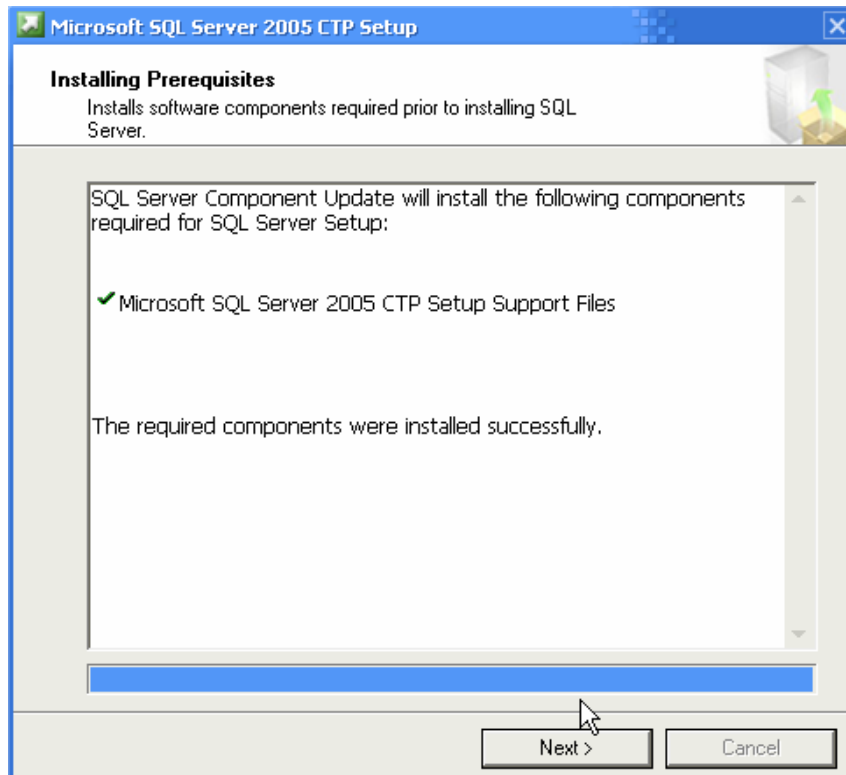 Microsoft SQL Server 2005 CTP Setup
Installing Prerequisites
Installs software components required prior to installing SQL
Server.
SQL Server Component Update will install the following components
required for SQL Server Setup:
Microsoft SQL Server 2005 CTP Setup Support Files
The required components were installed successfully.
Next >
Cancel